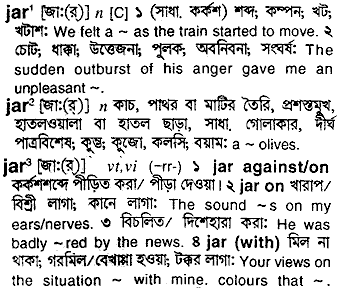 jar¹ [জা:(র্)] n [C] ১ (সাধা. কর্কশ) শব্দ; কম্পন; খট;
খটাশ: We felt a ~ as the train started to move. ২
চোট; ধাক্কা; উত্তেজনা; পুলক; অবনিবনা; সংঘর্ষ: The
sudden outburst of his anger gave me an
unpleasant ~.
jar² [জা:(র্)] n কাচ, পাথর বা মাটির তৈরি, প্রশস্তমুখ,
হাতলওয়ালা বা হাতল ছাড়া, সাধা. গোলাকার, দীর্ঘ
পাত্রবিশেষ; কুম্ভ; কুজো, কলসি; বয়াম: a ~ olives.
jar³ [জা:(র্)] vt,vi (-rr-) ১ jar against/on
কর্কশশব্দে পীড়িত করা/ পীড়া দেওয়া। ২ jar on খারাপ/
বিশ্রী লাগা; কানে লাগা: The sound ~s on my
ears/nerves. ৩ বিচলিত/ দিশেহারা করা: He was
badly ~red by the news. ৪ jar (with) মিল না
থাকা; গরমিল/বেখাপ্পা হওয়া; টক্কর লাগা: Your views on
the situation ~ with mine. colours that ~.